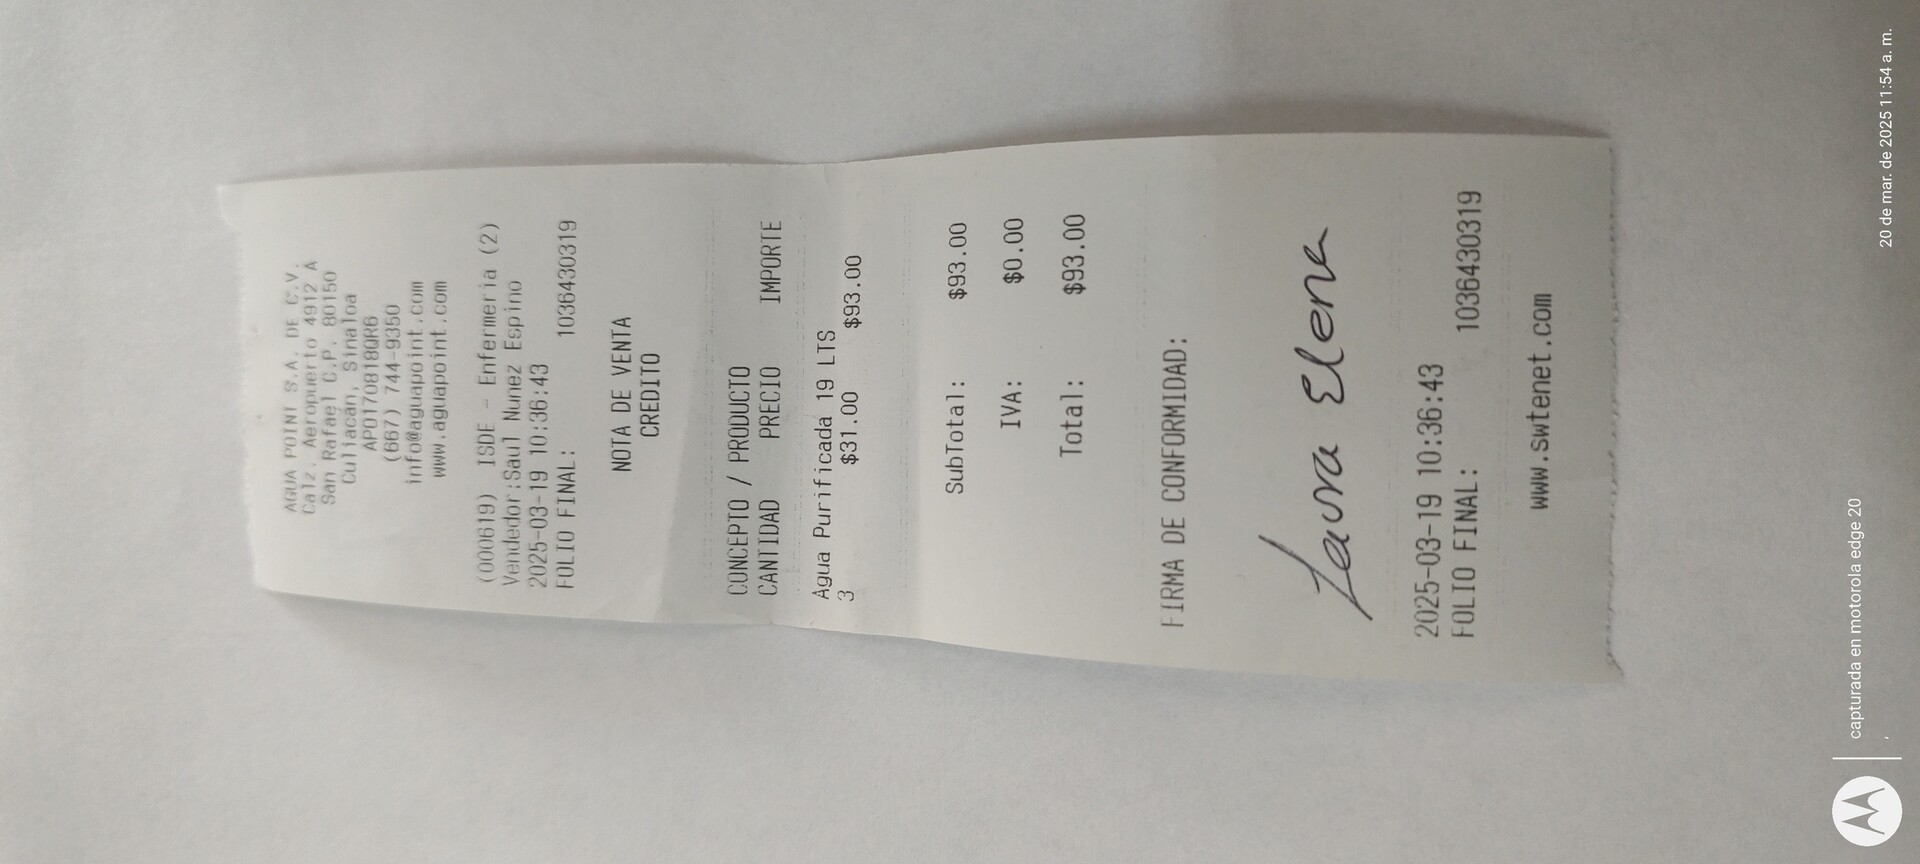 AGUA POINT S.A. DE C.V.
Calz. Aeropuerto 4912 A
San Rafael C.P. 80150
Culiacán, Sinaloa
APO170818QR6
(667) 744-9350
info@aguapoint.com
www.aguapoint.com
(000619) ISDE - Enfermeria (2)
Vendedor:Saul Nunez Espino
2025-03-19 10:36:43
FOLIO FINAL: 1036430319
NOTA DE VENTA
CREDITO
CONCEPTO / PRODUCTO
CANTIDAD PRECIO IMPORTE
Agua Purificada 19 LTS
3 $31.00 $93.00
SubTotal: $93.00
IVA: $0.00
Total: $93.00
FIRMA DE CONFORMIDAD:
Laura Elena
2025-03-19 10:36:43
FOLIO FINAL: 1036430319
www.swtenet.com
capturada en motorola edge 20
20 de mar. de 2025 11:54 a. m.